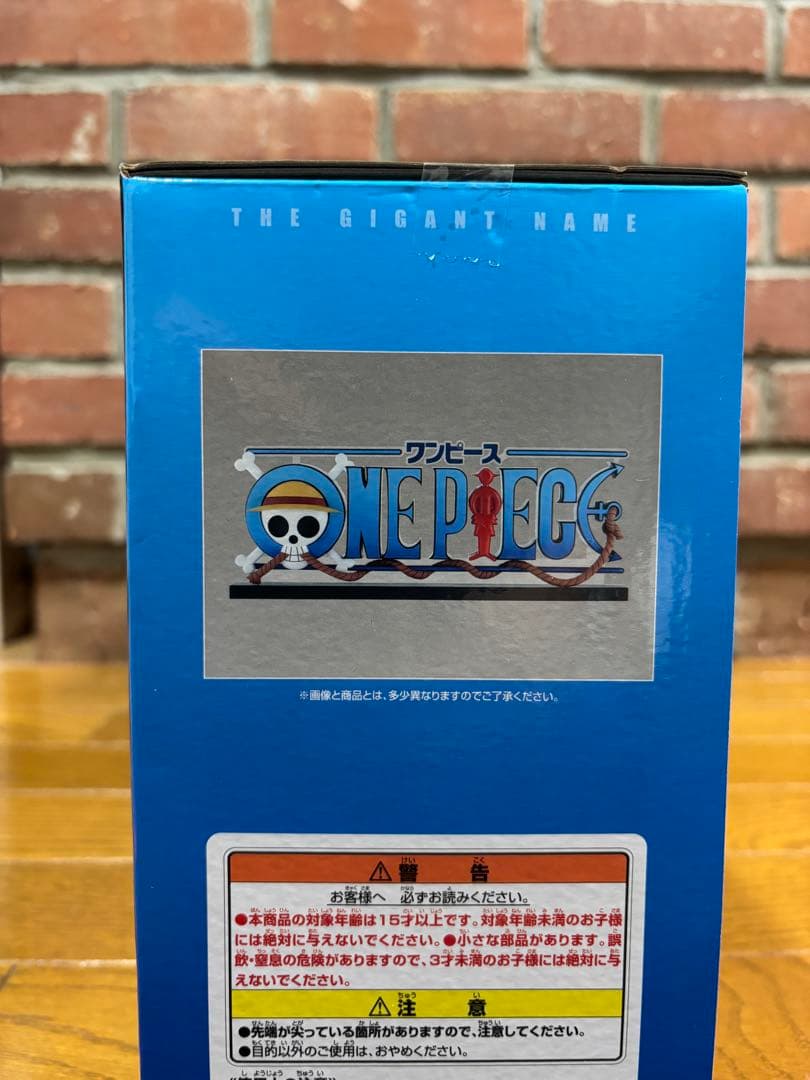 THE GIGANT NAME
ワンピース
ONE PIECE
※画像と商品とは、多少異なりますのでご了承ください。
⚠警告
お客様へ 必ずお読みください。
●本商品の対象年齢は15才以上です。対象年齢未満のお子様
には絶対に与えないでください。●小さな部品があります。誤
飲・窒息の危険がありますので、3才未満のお子様には絶対に与
えないでください。
⚠注意
●先端が尖っている箇所がありますので、注意してください。
●目的以外のご使用は、おやめください。